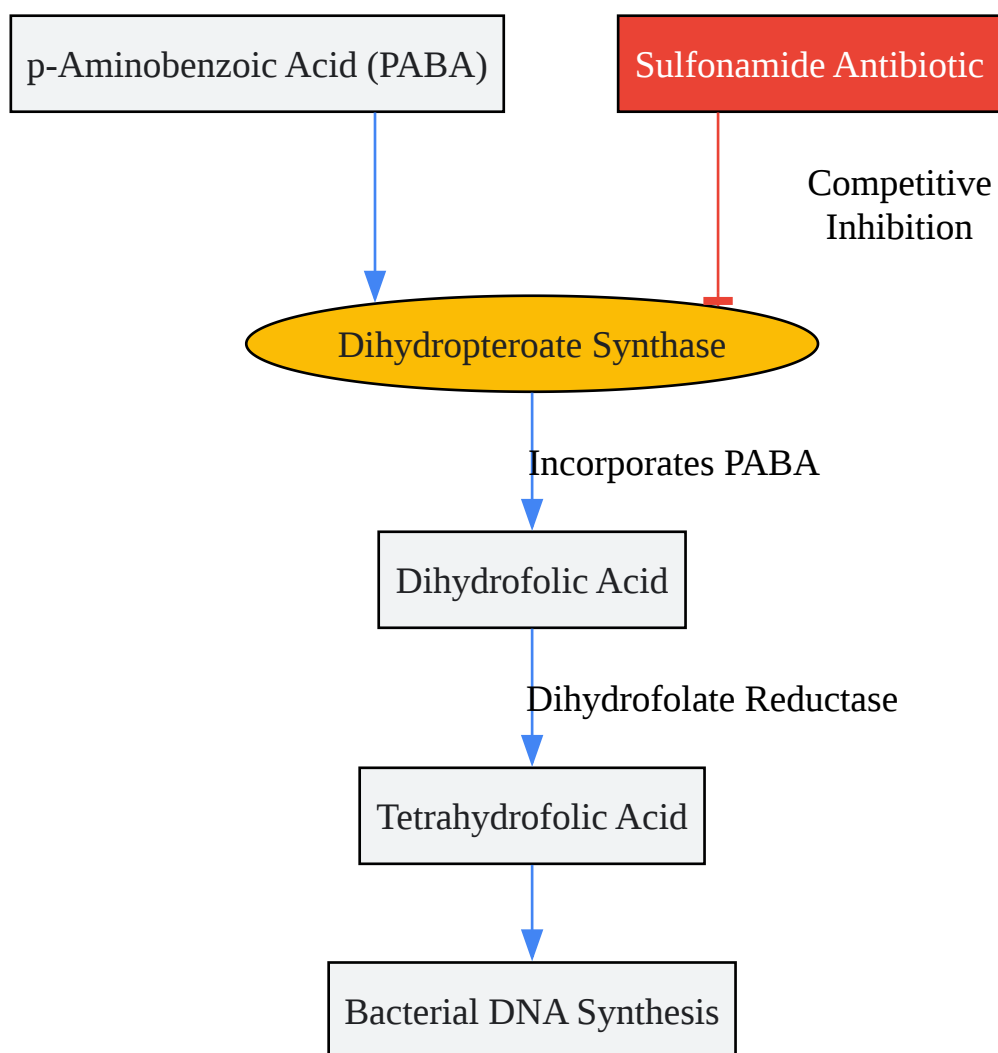 p-Aminobenzoic Acid (PABA)
Sulfonamide Antibiotic
Competitive
Inhibition
Dihydropteroate Synthase
Incorporates PABA
Dihydrofolic Acid
Dihydrofolate Reductase
Tetrahydrofolic Acid
Bacterial DNA Synthesis